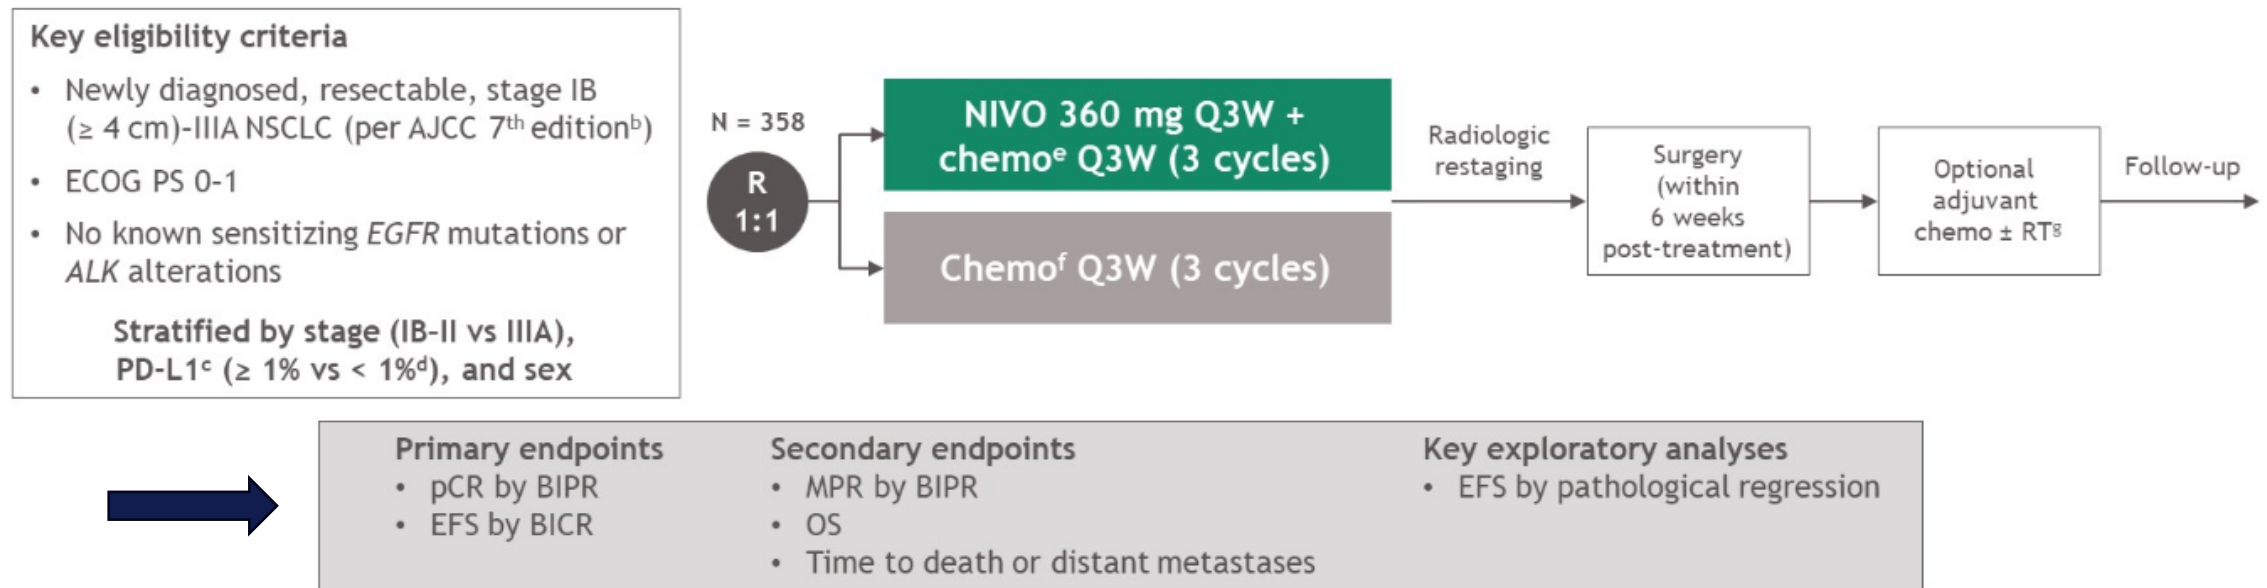 Key eligibility criteria
• Newly diagnosed, resectable, stage IB
(≥ 4 cm)-IIIA NSCLC (per AJCC 7th editionb)
• ECOG PS 0-1
• No known sensitizing EGFR mutations or
ALK alterations
Stratified by stage (IB-II vs IIIA),
PD-L1c (≥ 1% vs < 1%d), and sex
N = 358
R
1:1
NIVO 360 mg Q3W +
chemoe Q3W (3 cycles)
Chemof Q3W (3 cycles)
Radiologic
restaging
Surgery
(within
6 weeks
post-treatment)
Optional
adjuvant
chemo ± RTg
Follow-up
Primary endpoints
• pCR by BIPR
• EFS by BICR
Secondary endpoints
• MPR by BIPR
• OS
• Time to death or distant metastases
Key exploratory analyses
• EFS by pathological regression